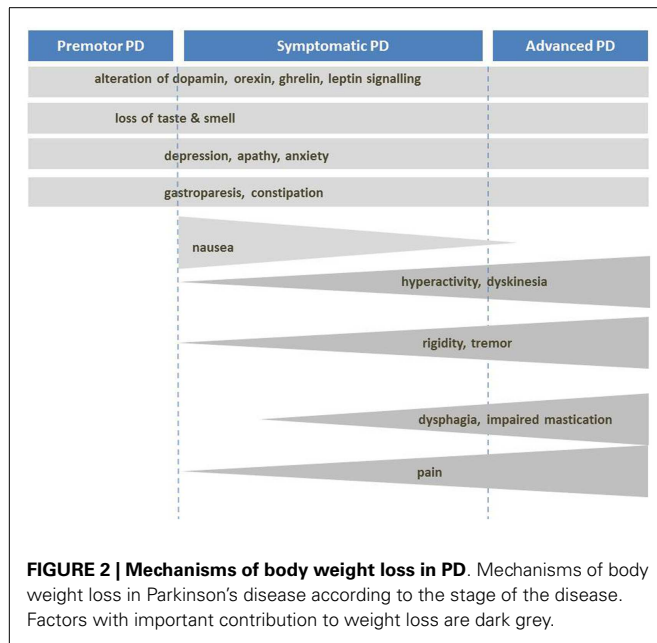 Premotor PD Symptomatic PD Advanced PD
alteration of dopamin, orexin, ghrelin, leptin signalling
loss of taste & smell
depression, apathy, anxiety
gastroparesis, constipation
nausea
hyperactivity, dyskinesia
rigidity, tremor
dysphagia, impaired mastication
pain
FIGURE 2 | Mechanisms of body weight loss in PD. Mechanisms of body
weight loss in Parkinson's disease according to the stage of the disease.
Factors with important contribution to weight loss are dark grey.